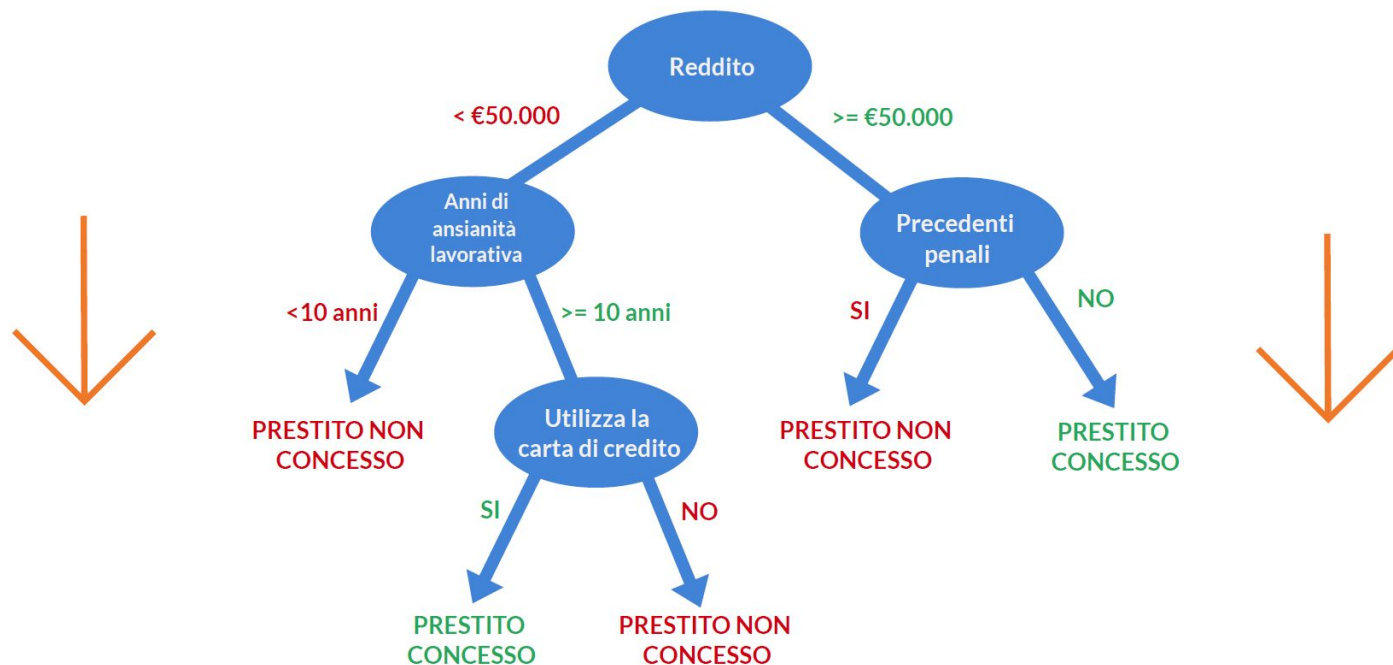 Reddito
< €50.000
>= €50.000
Anni di
ansianità
lavorativa
Precedenti
penali
<10 anni
>= 10 anni
SI
NO
PRESTITO NON
CONCESSO
Utilizza la
carta di credito
PRESTITO NON
CONCESSO
PRESTITO
CONCESSO
SI
NO
PRESTITO
CONCESSO
PRESTITO NON
CONCESSO